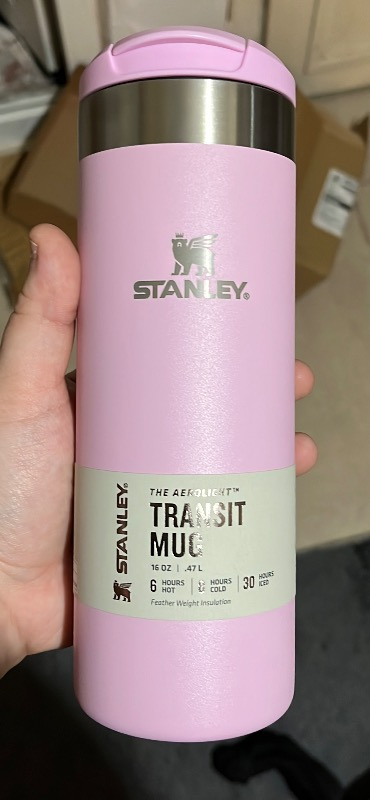 STANLEY®
STANLEY®
THE AEROLIGHT™
TRANSIT
MUG
16 OZ | .47 L
6 HOURS HOT | HOURS COLD | 30 HOURS ICED
Feather Weight Insulation